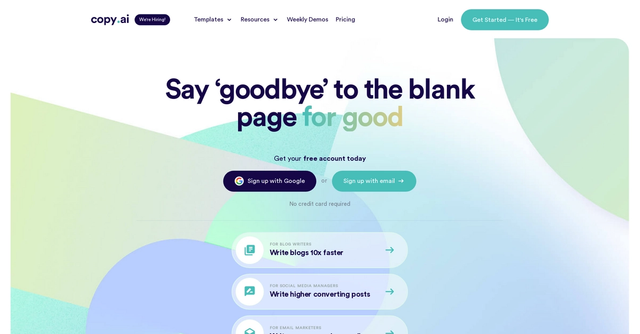 copy.ai
We're Hiring!
Templates
Resources
Weekly Demos
Pricing
Login
Get Started — It's Free
Say ‘goodbye’ to the blank
page for good
Get your free account today
Sign up with Google
or
Sign up with email
No credit card required
FOR BLOG WRITERS
Write blogs 10x faster
FOR SOCIAL MEDIA MANAGERS
Write higher converting posts
FOR EMAIL MARKETERS